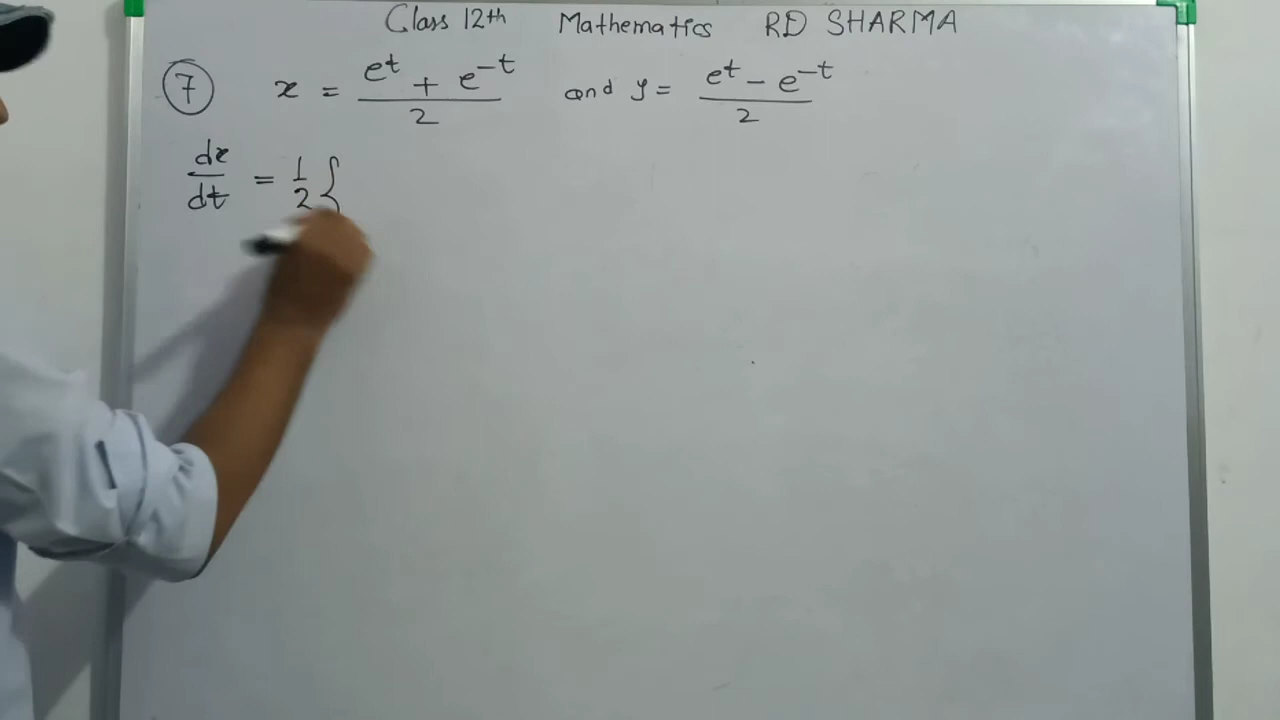 Class 12th Mathematics RD SHARMA
7 x = (e^t + e^-t)/2 and y = (e^t - e^-t)/2
dx/dt = 1/2 {